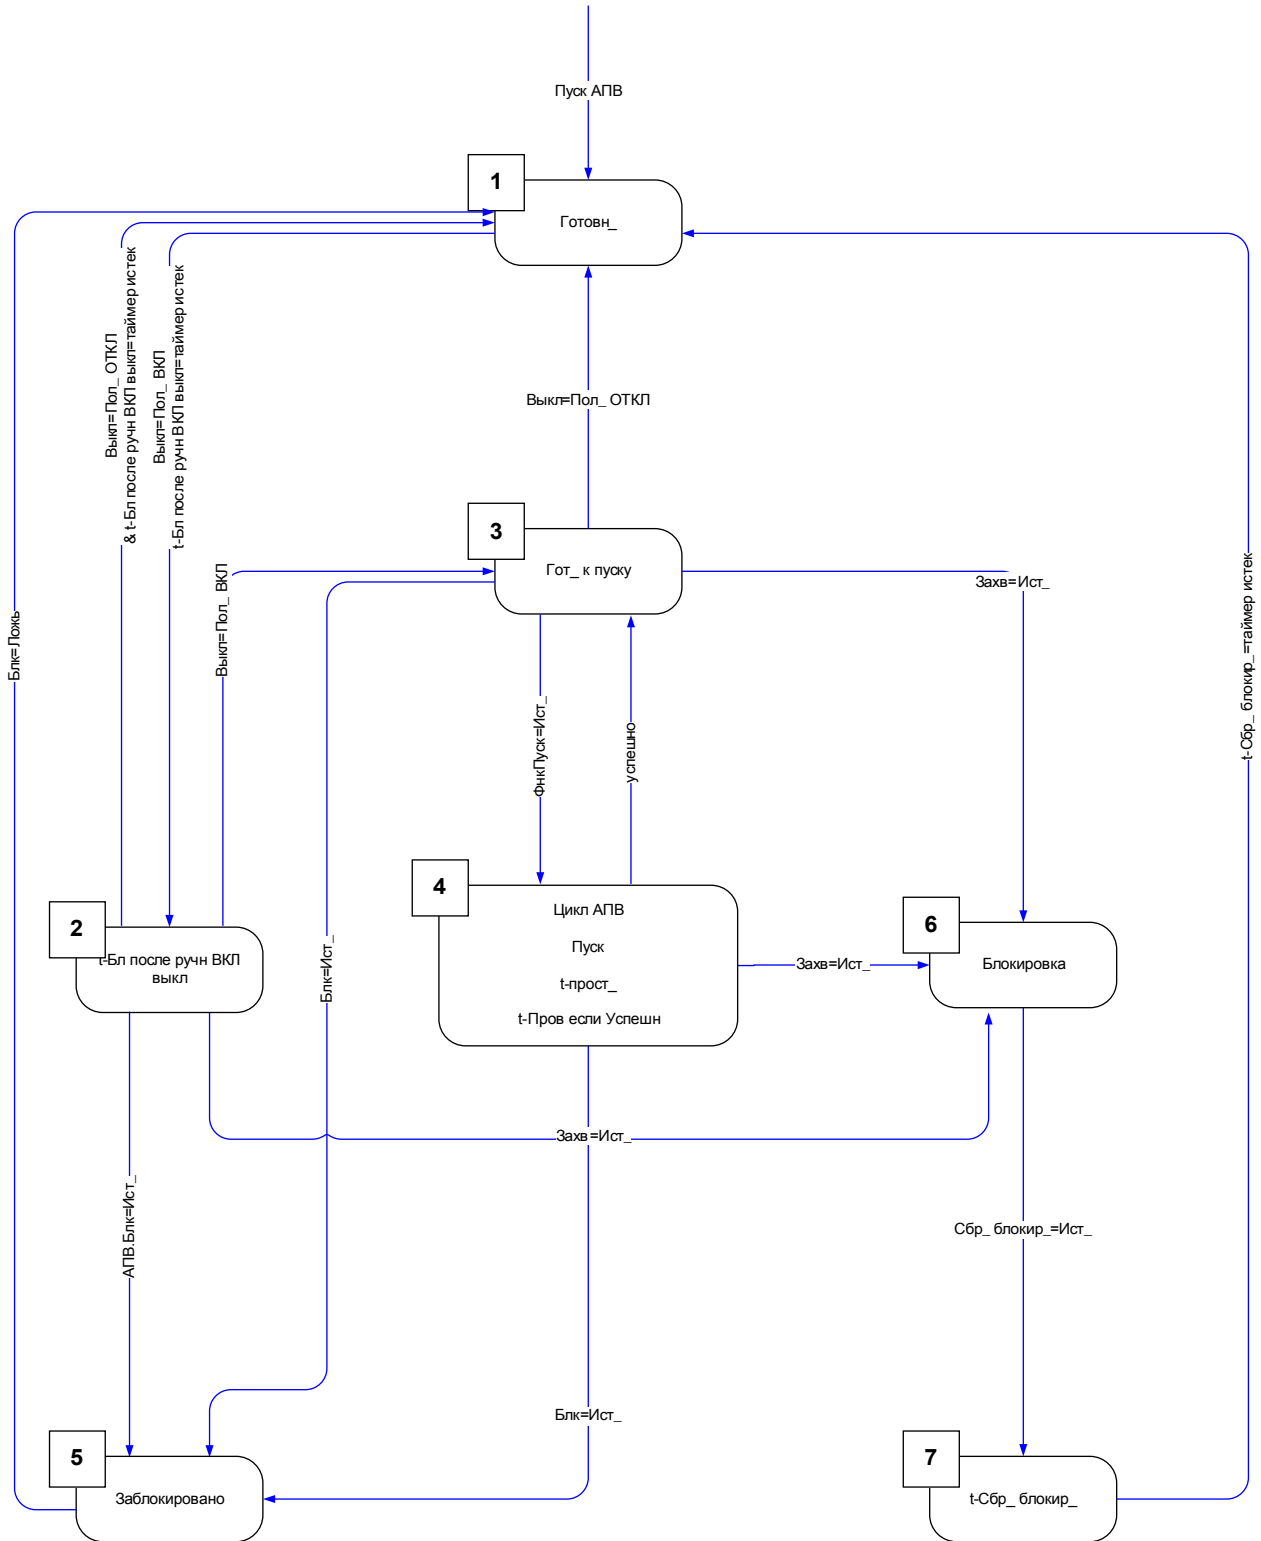 Пуск АПВ
1
Готовн_
Выкл=Пол_ ОТКЛ
& t-Бл после ручн ВКЛ выкл=таймер истек
Выкл=Пол_ ВКЛ
t-Бл после ручн ВКЛ выкл=таймер истек
Выкл=Пол_ ОТКЛ
3
Гот_ к пуску
Захв=Ист_
Выкл=Пол_ ВКЛ
Блк=Ложь
t-Сбр_ блокир_=таймер истек
ФнкПуск=Ист_
успешно
4
Цикл АПВ
Пуск
t-прост_
t-Пров если Успешн
2
t-Бл после ручн ВКЛ
выкл
Блк=Ист_
Захв=Ист_
6
Блокировка
Захв=Ист_
АПВ.Блк=Ист_
Сбр_ блокир_=Ист_
Блк=Ист_
5
Заблокировано
7
t-Сбр_ блокир_